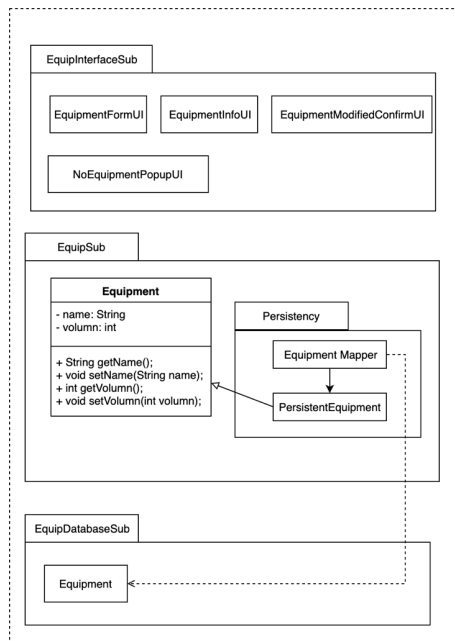 EquipInterfaceSub
EquipmentFormUI
EquipmentInfoUI
EquipmentModifiedConfirmUI
NoEquipmentPopupUI
EquipSub
Equipment
- name: String
- volumn: int
+ String getName();
+ void setName(String name);
+ int getVolumn();
+ void setVolumn(int volumn);
Persistency
Equipment Mapper
PersistentEquipment
EquipDatabaseSub
Equipment